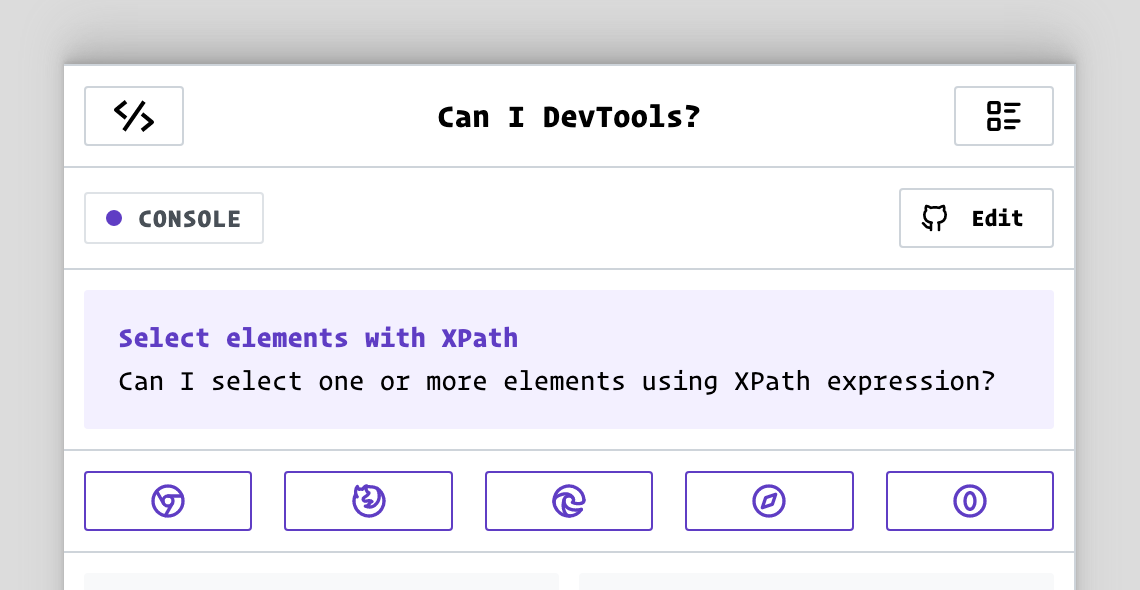 Can I DevTools?
CONSOLE
Edit
Select elements with XPath
Can I select one or more elements using XPath expression?